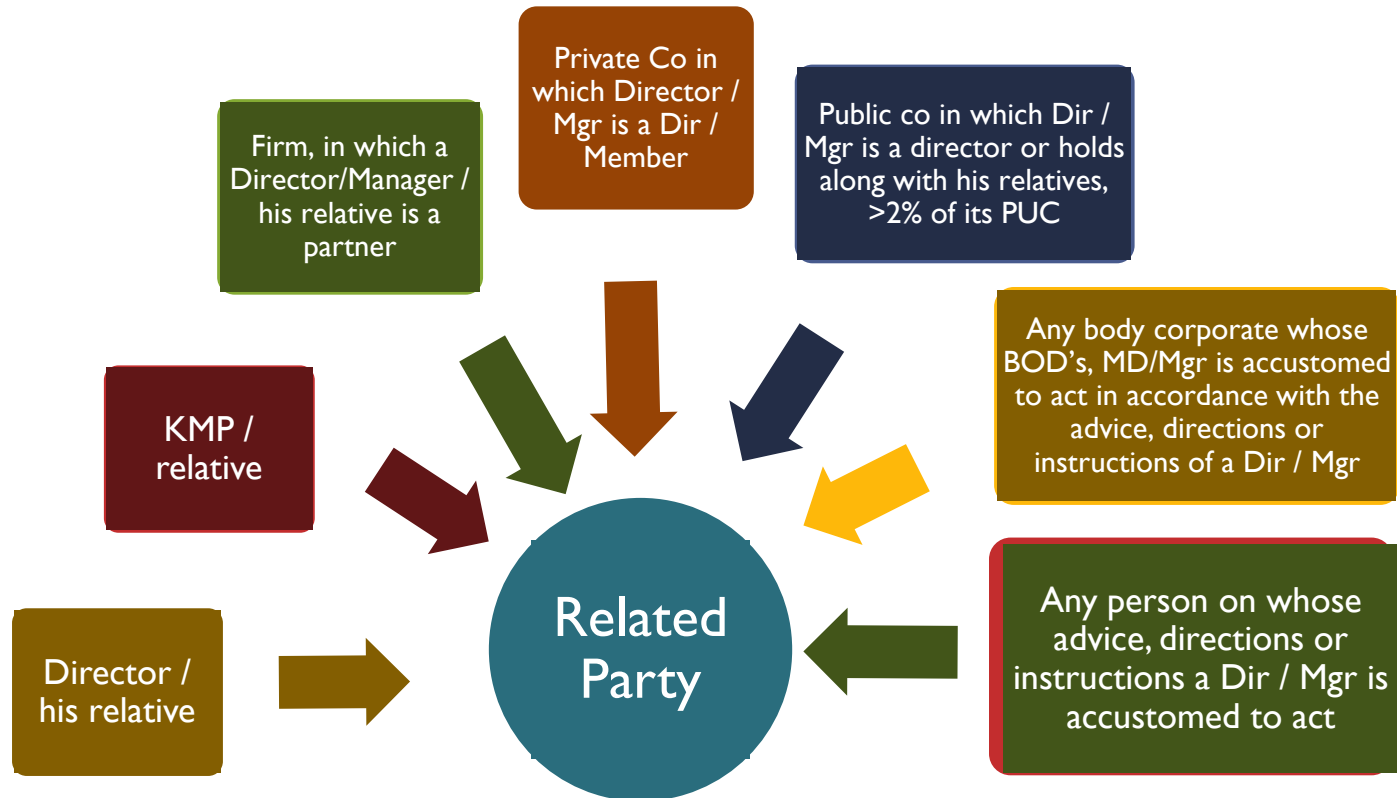 Private Co in
which Director /
Mgr is a Dir /
Member
Public co in which Dir /
Mgr is a director or holds
along with his relatives,
>2% of its PUC
Firm, in which a
Director/Manager /
his relative is a
partner
Any body corporate whose
BOD's, MD/Mgr is accustomed
to act in accordance with the
advice, directions or
instructions of a Dir / Mgr
KMP /
relative
Any person on whose
advice, directions or
instructions a Dir / Mgr is
accustomed to act
Related
Party
Director /
his relative